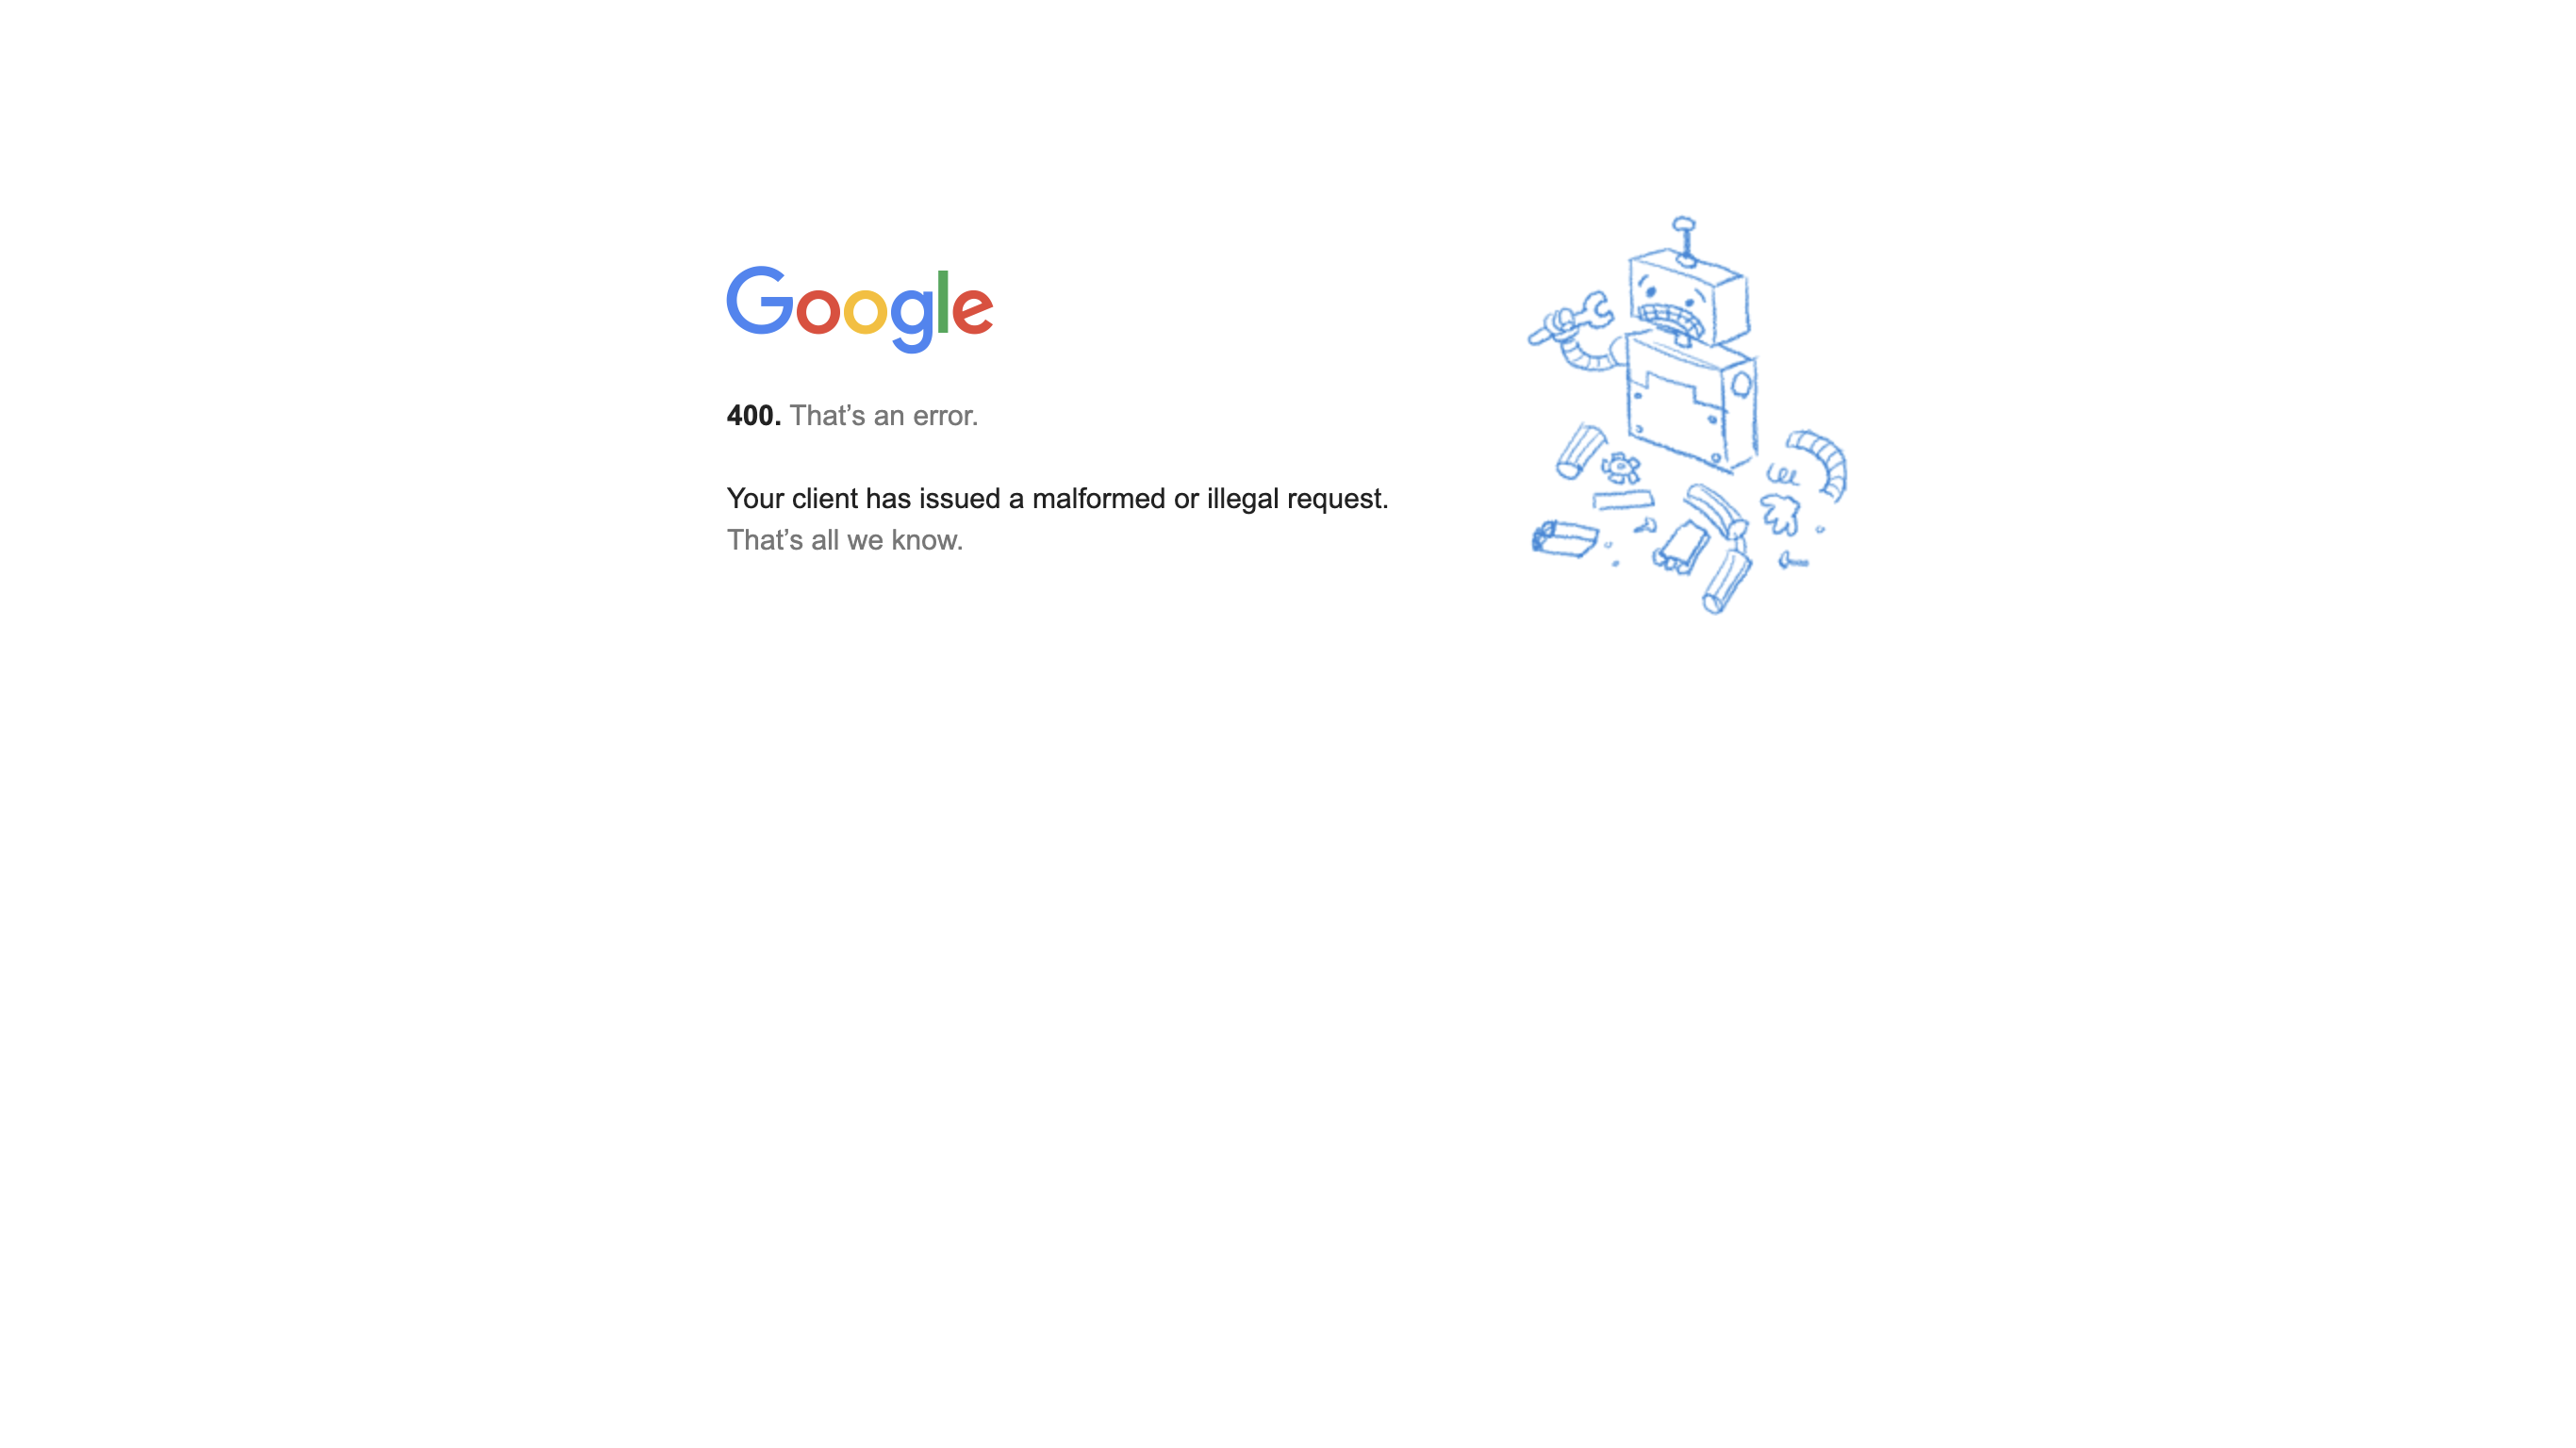 Google
400. That’s an error.
Your client has issued a malformed or illegal request.
That’s all we know.